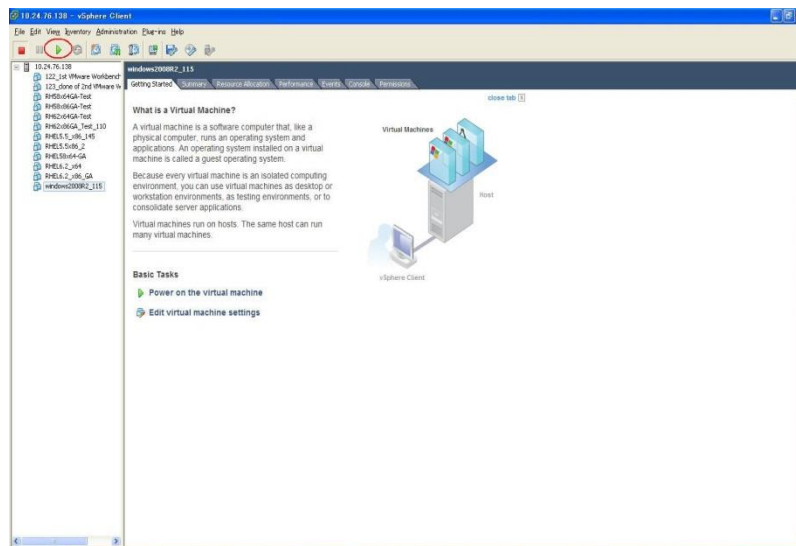 10.24.76.138 - vSphere Client
File Edit View Inventory Administration Plug-ins Help
10.24.76.138
122_1st VMware Workbench
123_done of 2nd VMware W
RH58x64GA-Test
RH58x86GA-Test
RH62x64GA-Test
RH62x86GA_Test_110
RHEL5.5_x86_145
RHEL5.5x86_2
RHEL58x64-GA
RHEL6.2_x64
RHEL6.2_x86_GA
windows2008R2_115
windows2008R2_115
Getting Started Summary Resource Allocation Performance Events Console Permissions
close tab
What is a Virtual Machine?
A virtual machine is a software computer that, like a
physical computer, runs an operating system and
applications. An operating system installed on a virtual
machine is called a guest operating system.
Because every virtual machine is an isolated computing
environment, you can use virtual machines as desktop or
workstation environments, as testing environments, or to
consolidate server applications.
Virtual machines run on hosts. The same host can run
many virtual machines.
Basic Tasks
Power on the virtual machine
Edit virtual machine settings
Virtual Machines
Host
vSphere Client